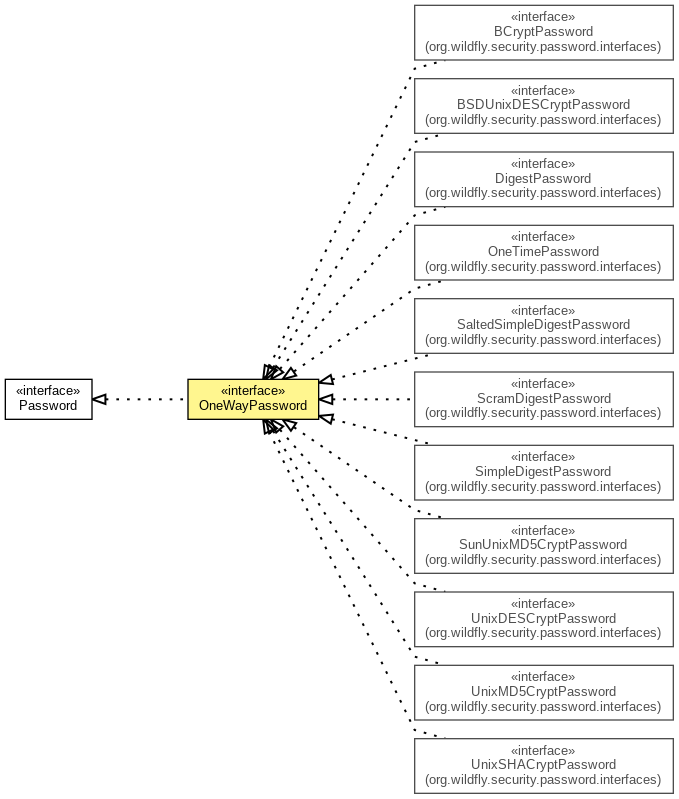 «interface»
BCryptPassword
(org.wildfly.security.password.interfaces)
«interface»
BSDUnixDESCryptPassword
(org.wildfly.security.password.interfaces)
«interface»
DigestPassword
(org.wildfly.security.password.interfaces)
«interface»
OneTimePassword
(org.wildfly.security.password.interfaces)
«interface»
SaltedSimpleDigestPassword
(org.wildfly.security.password.interfaces)
«interface»
Password
«interface»
OneWayPassword
«interface»
ScramDigestPassword
(org.wildfly.security.password.interfaces)
«interface»
SimpleDigestPassword
(org.wildfly.security.password.interfaces)
«interface»
SunUnixMD5CryptPassword
(org.wildfly.security.password.interfaces)
«interface»
UnixDESCryptPassword
(org.wildfly.security.password.interfaces)
«interface»
UnixMD5CryptPassword
(org.wildfly.security.password.interfaces)
«interface»
UnixSHACryptPassword
(org.wildfly.security.password.interfaces)